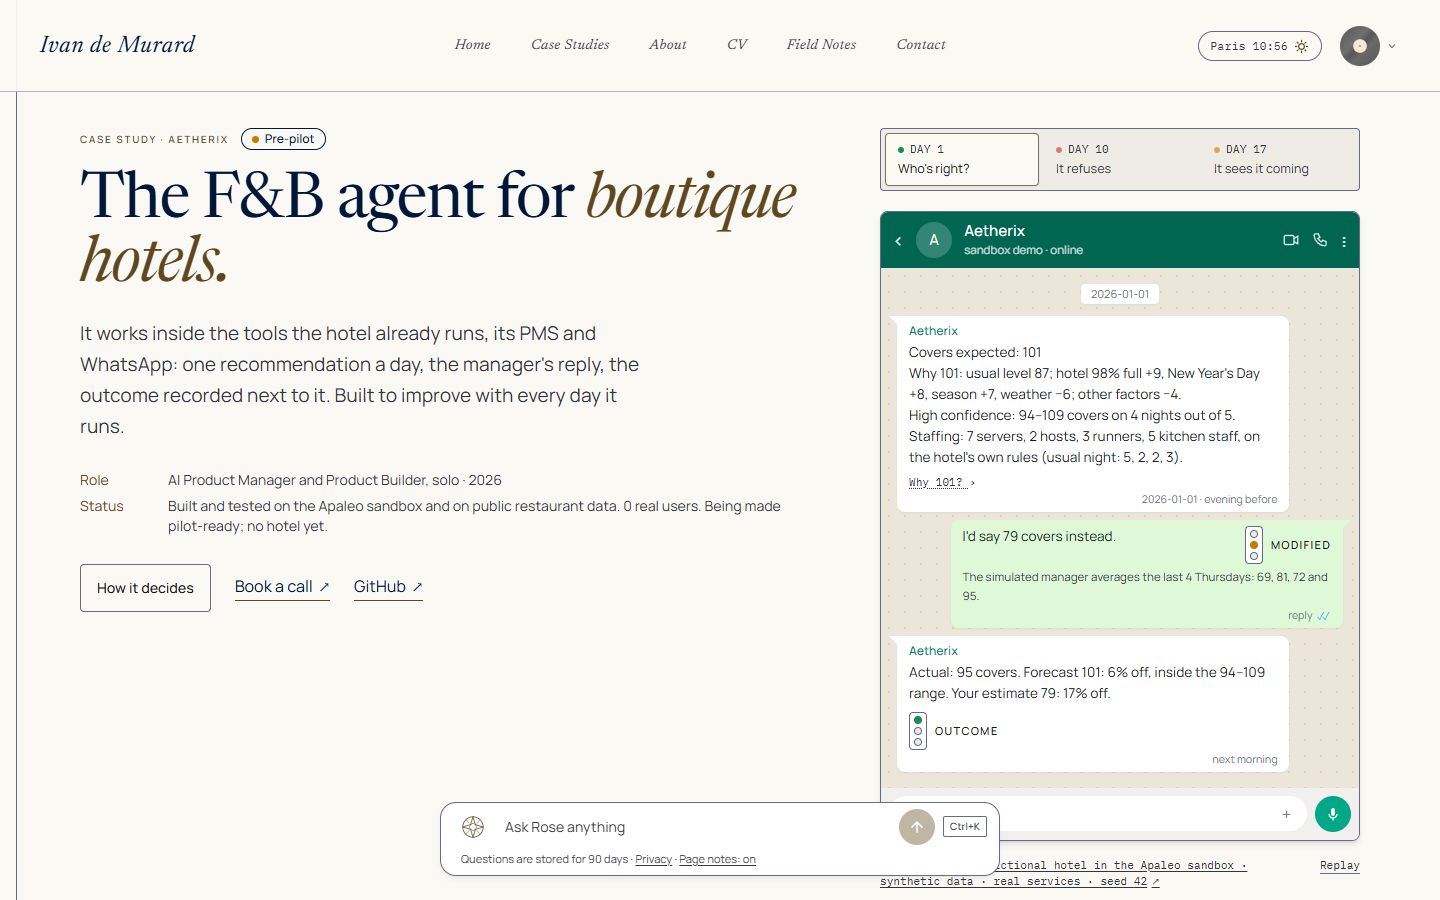 Ivan de Murard
Home
Case Studies
About
CV
Field Notes
Contact
Paris 10:56
CASE STUDY · AETHERIX
Pre-pilot
The F&B agent for boutique
hotels.
It works inside the tools the hotel already runs, its PMS and
WhatsApp: one recommendation a day, the manager's reply, the
outcome recorded next to it. Built to improve with every day it
runs.
Role
AI Product Manager and Product Builder, solo · 2026
Status
Built and tested on the Apaleo sandbox and on public restaurant data. 0 real users. Being made
pilot-ready; no hotel yet.
How it decides
Book a call ↗
GitHub ↗
DAY 1
Who's right?
DAY 10
It refuses
DAY 17
It sees it coming
A
Aetherix
sandbox demo · online
2026-01-01
Aetherix
Covers expected: 101
Why 101: usual level 87; hotel 98% full +9, New Year's Day
+8, season +7, weather −6; other factors −4.
High confidence: 94–109 covers on 4 nights out of 5.
Staffing: 7 servers, 2 hosts, 3 runners, 5 kitchen staff, on
the hotel's own rules (usual night: 5, 2, 2, 3).
Why 101? ›
2026-01-01 · evening before
I'd say 79 covers instead.
MODIFIED
The simulated manager averages the last 4 Thursdays: 69, 81, 72 and
95.
reply
Aetherix
Actual: 95 covers. Forecast 101: 6% off, inside the 94–109
range. Your estimate 79: 17% off.
OUTCOME
next morning
Ask Rose anything
Ctrl+K
Questions are stored for 90 days · Privacy · Page notes: on
ctional hotel in the Apaleo sandbox ·
synthetic data · real services · seed 42 ↗
Replay